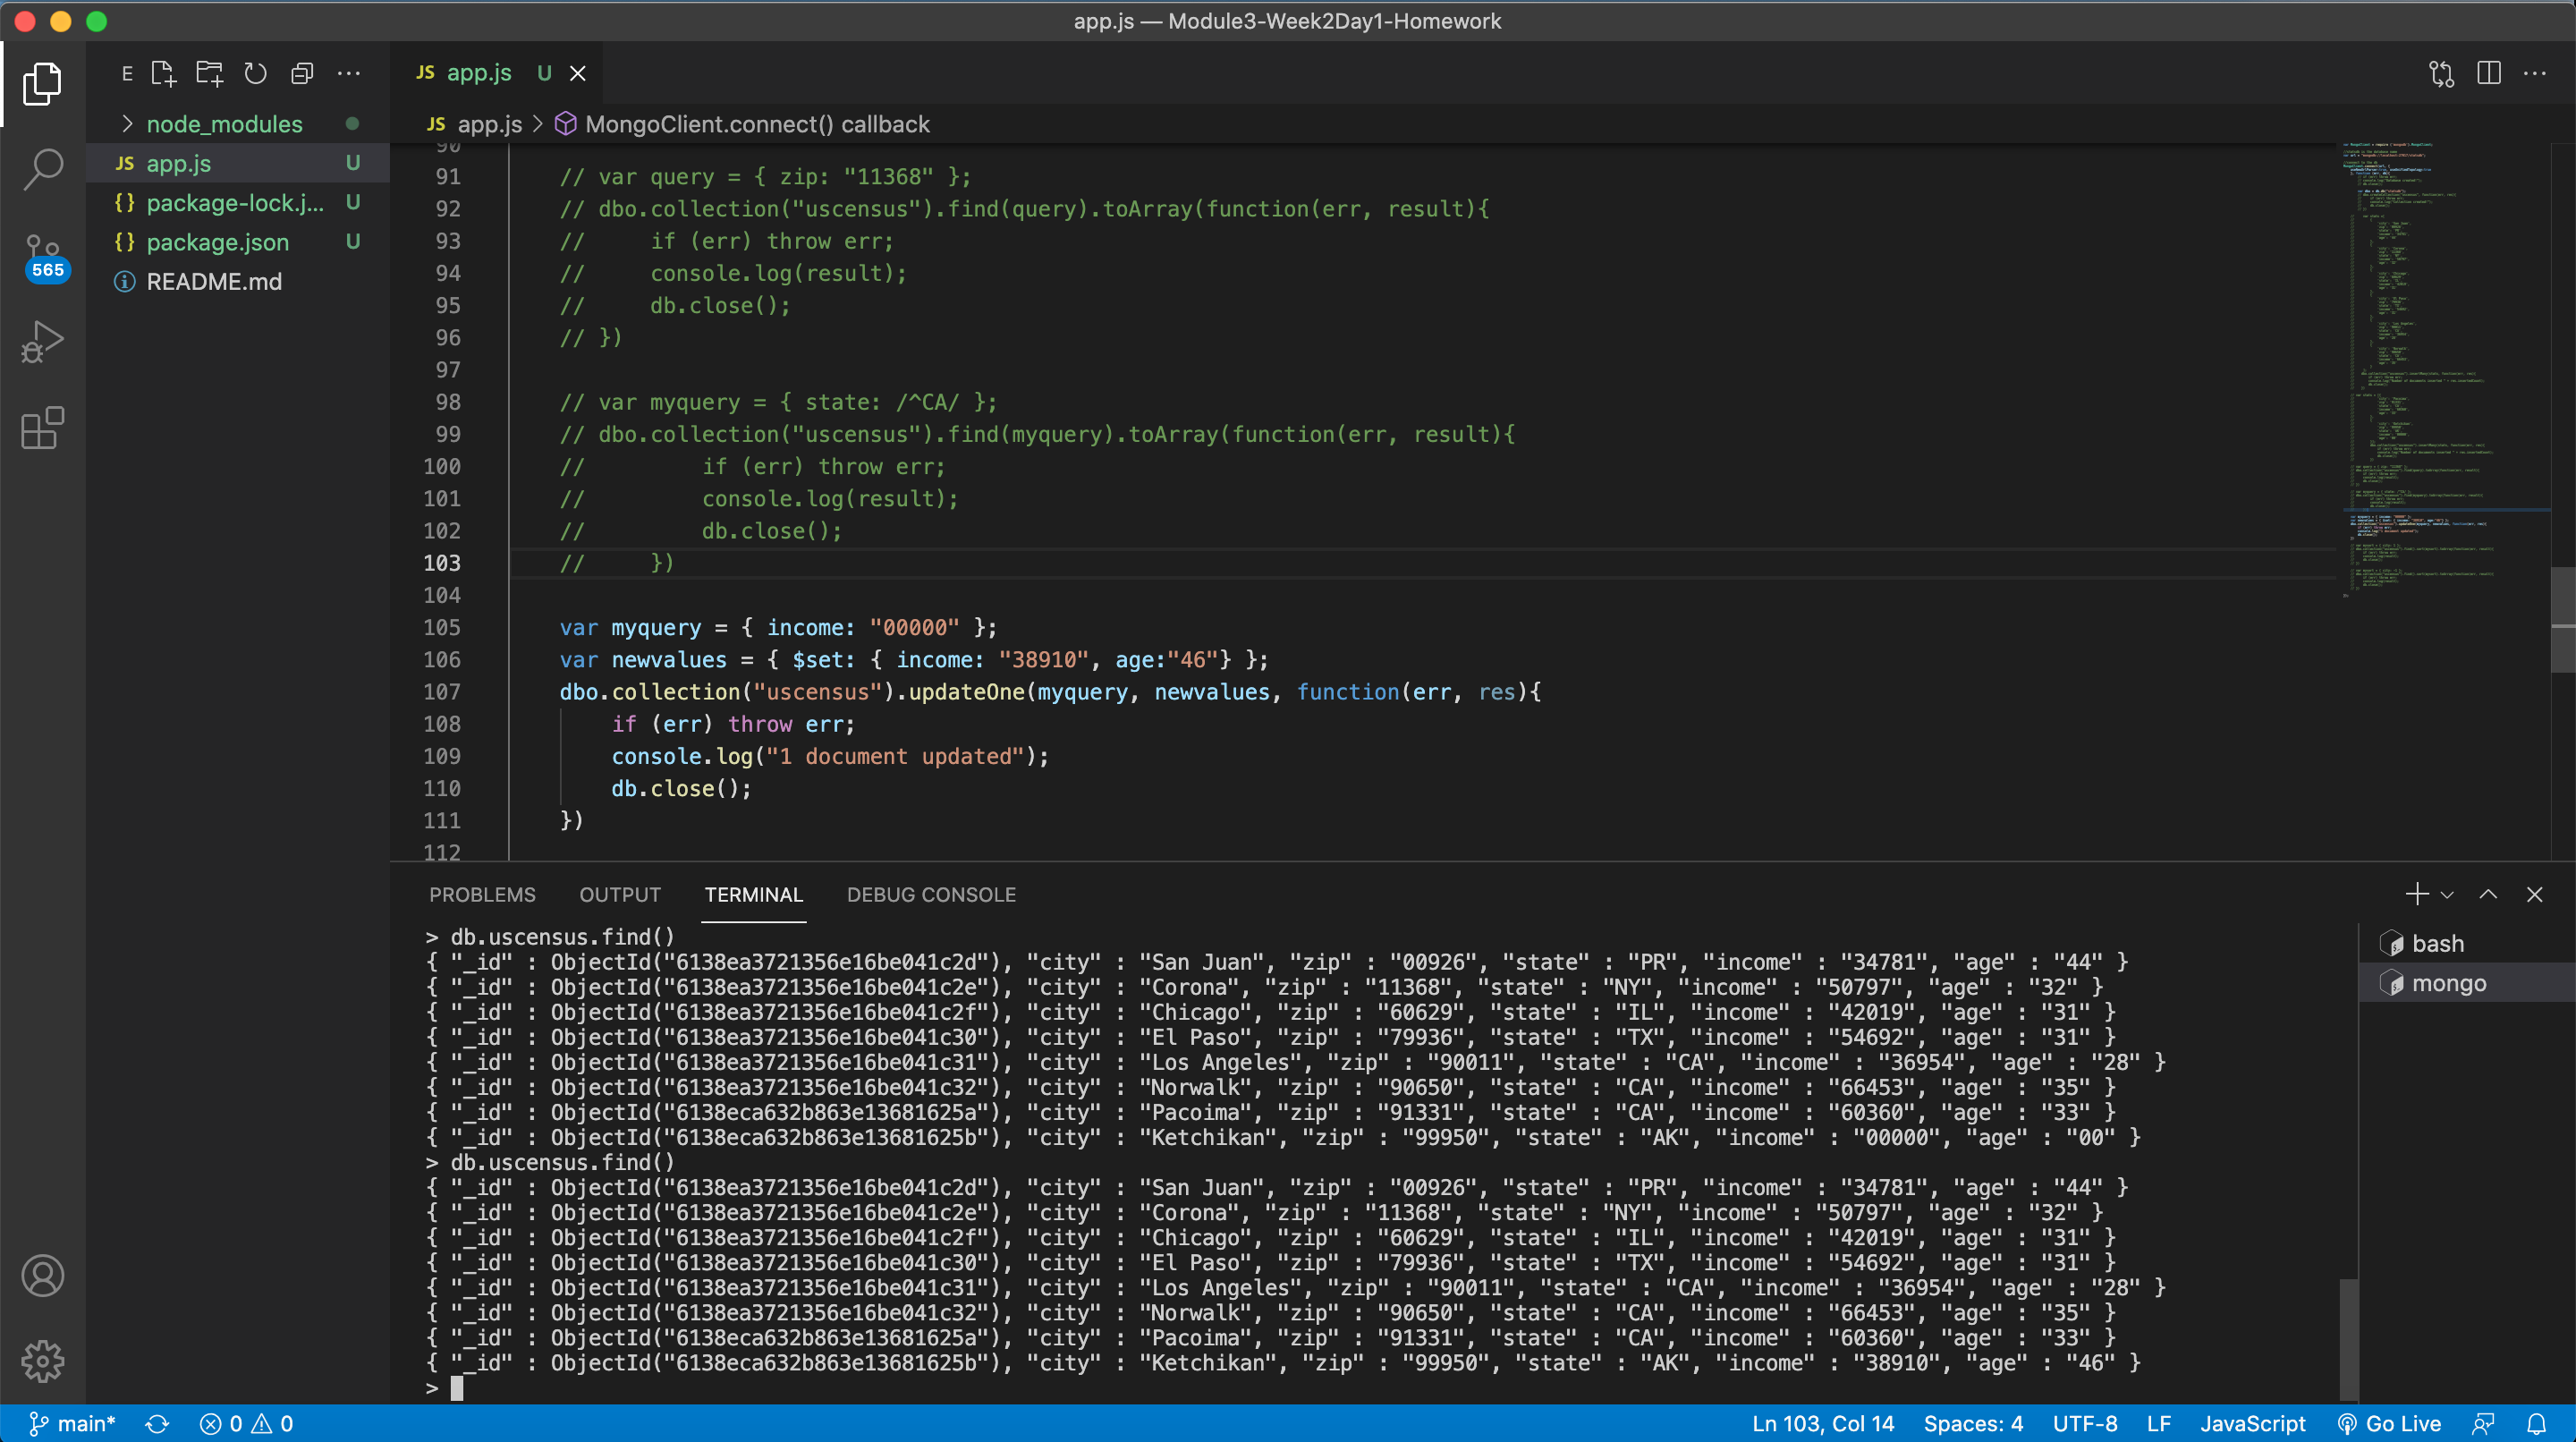 app.js — Module3-Week2Day1-Homework
E
JS app.js U
node_modules
JS app.js U
{} package-lock.j... U
{} package.json U
README.md
565
JS app.js > MongoClient.connect() callback
90
91 // var query = { zip: "11368" };
92 // dbo.collection("uscensus").find(query).toArray(function(err, result){
93 //     if (err) throw err;
94 //     console.log(result);
95 //     db.close();
96 // })
97
98 // var myquery = { state: /^CA/ };
99 // dbo.collection("uscensus").find(myquery).toArray(function(err, result){
100 //         if (err) throw err;
101 //         console.log(result);
102 //         db.close();
103 //     })
104
105 var myquery = { income: "00000" };
106 var newvalues = { $set: { income: "38910", age:"46"} };
107 dbo.collection("uscensus").updateOne(myquery, newvalues, function(err, res){
108     if (err) throw err;
109     console.log("1 document updated");
110     db.close();
111 })
112
PROBLEMS OUTPUT TERMINAL DEBUG CONSOLE
bash
mongo
> db.uscensus.find()
{ "_id" : ObjectId("6138ea3721356e16be041c2d"), "city" : "San Juan", "zip" : "00926", "state" : "PR", "income" : "34781", "age" : "44" }
{ "_id" : ObjectId("6138ea3721356e16be041c2e"), "city" : "Corona", "zip" : "11368", "state" : "NY", "income" : "50797", "age" : "32" }
{ "_id" : ObjectId("6138ea3721356e16be041c2f"), "city" : "Chicago", "zip" : "60629", "state" : "IL", "income" : "42019", "age" : "31" }
{ "_id" : ObjectId("6138ea3721356e16be041c30"), "city" : "El Paso", "zip" : "79936", "state" : "TX", "income" : "54692", "age" : "31" }
{ "_id" : ObjectId("6138ea3721356e16be041c31"), "city" : "Los Angeles", "zip" : "90011", "state" : "CA", "income" : "36954", "age" : "28" }
{ "_id" : ObjectId("6138ea3721356e16be041c32"), "city" : "Norwalk", "zip" : "90650", "state" : "CA", "income" : "66453", "age" : "35" }
{ "_id" : ObjectId("6138eca632b863e13681625a"), "city" : "Pacoima", "zip" : "91331", "state" : "CA", "income" : "60360", "age" : "33" }
{ "_id" : ObjectId("6138eca632b863e13681625b"), "city" : "Ketchikan", "zip" : "99950", "state" : "AK", "income" : "00000", "age" : "00" }
> db.uscensus.find()
{ "_id" : ObjectId("6138ea3721356e16be041c2d"), "city" : "San Juan", "zip" : "00926", "state" : "PR", "income" : "34781", "age" : "44" }
{ "_id" : ObjectId("6138ea3721356e16be041c2e"), "city" : "Corona", "zip" : "11368", "state" : "NY", "income" : "50797", "age" : "32" }
{ "_id" : ObjectId("6138ea3721356e16be041c2f"), "city" : "Chicago", "zip" : "60629", "state" : "IL", "income" : "42019", "age" : "31" }
{ "_id" : ObjectId("6138ea3721356e16be041c30"), "city" : "El Paso", "zip" : "79936", "state" : "TX", "income" : "54692", "age" : "31" }
{ "_id" : ObjectId("6138ea3721356e16be041c31"), "city" : "Los Angeles", "zip" : "90011", "state" : "CA", "income" : "36954", "age" : "28" }
{ "_id" : ObjectId("6138ea3721356e16be041c32"), "city" : "Norwalk", "zip" : "90650", "state" : "CA", "income" : "66453", "age" : "35" }
{ "_id" : ObjectId("6138eca632b863e13681625a"), "city" : "Pacoima", "zip" : "91331", "state" : "CA", "income" : "60360", "age" : "33" }
{ "_id" : ObjectId("6138eca632b863e13681625b"), "city" : "Ketchikan", "zip" : "99950", "state" : "AK", "income" : "38910", "age" : "46" }
>
main* 0 0 Ln 103, Col 14 Spaces: 4 UTF-8 LF JavaScript Go Live